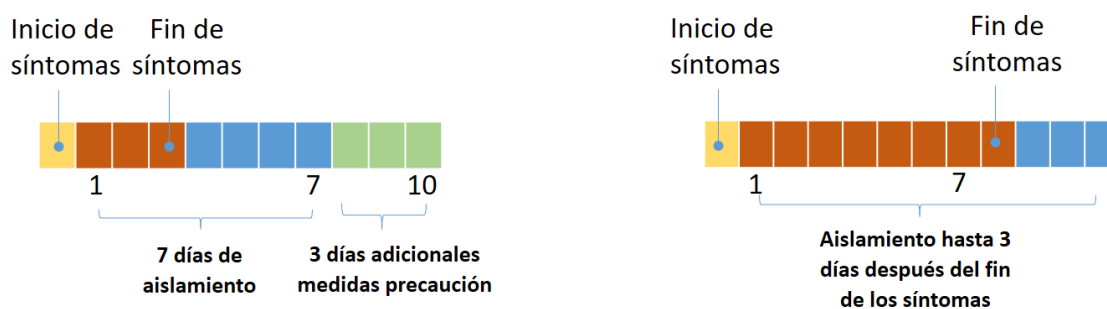 Inicio de
síntomas
Fin de
síntomas
1
7
10
7 días de
aislamiento
3 días adicionales
medidas precaución
Inicio de
síntomas
Fin de
síntomas
1
7
Aislamiento hasta 3
días después del fin
de los síntomas